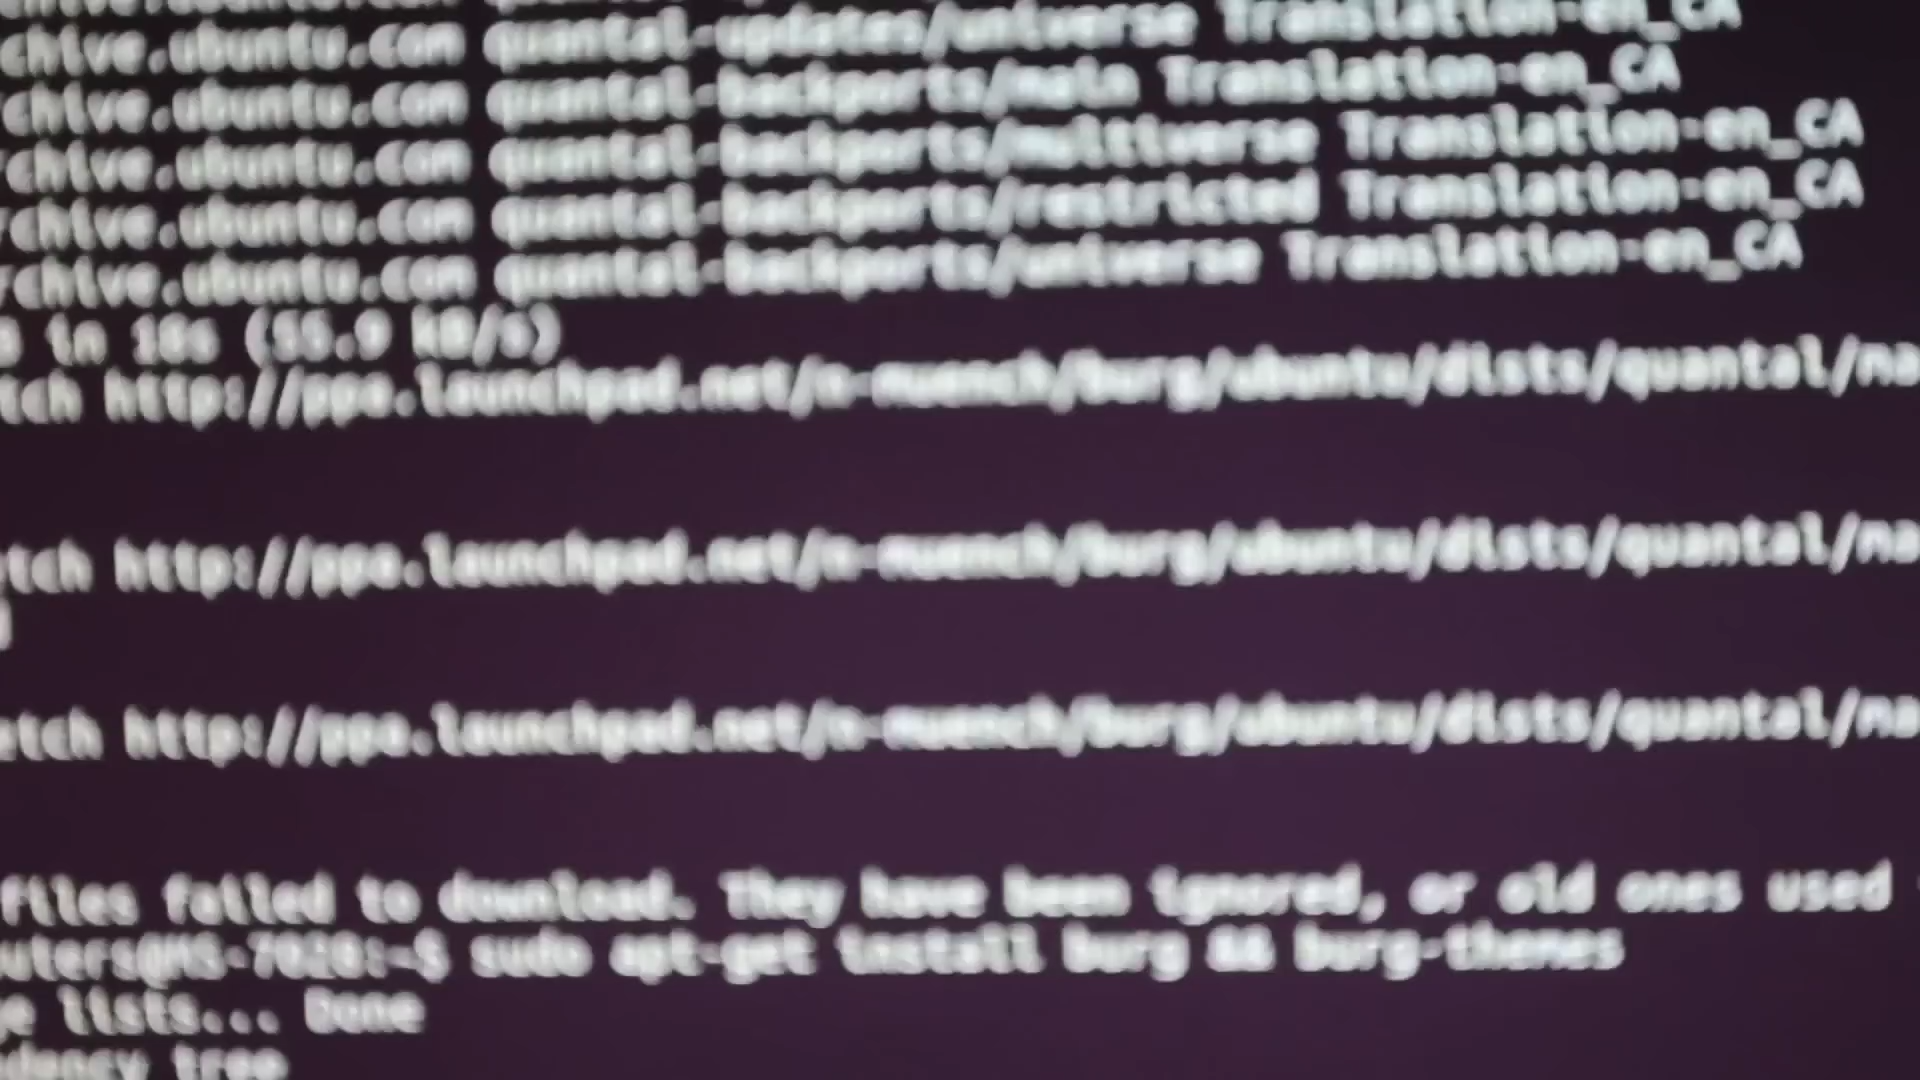 chive.ubuntu.com quantal-updates/universe Translation-en_CA
chive.ubuntu.com quantal-backports/main Translation-en_CA
chive.ubuntu.com quantal-backports/multiverse Translation-en_CA
rchive.ubuntu.com quantal-backports/restricted Translation-en_CA
rchive.ubuntu.com quantal-backports/universe Translation-en_CA
B in 10s (55.9 kB/s)
tch http://ppa.launchpad.net/n-muench/burg/ubuntu/dists/quantal/ma
etch http://ppa.launchpad.net/n-muench/burg/ubuntu/dists/quantal/ma
etch http://ppa.launchpad.net/n-muench/burg/ubuntu/dists/quantal/ma
files failed to download. They have been ignored, or old ones used
uters@MS-7028:~$ sudo apt-get install burg && burg-themes
e lists... Done
dency tree